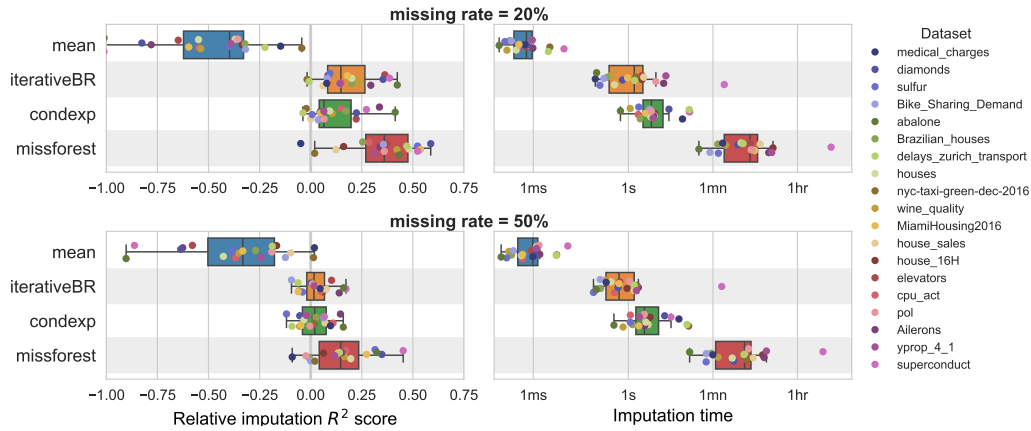 missing rate = 20%
mean
iterativeBR
condexp
missforest
−1.00 −0.75 −0.50 −0.25 0.00 0.25 0.50 0.75
1ms 1s 1mn 1hr
missing rate = 50%
mean
iterativeBR
condexp
missforest
−1.00 −0.75 −0.50 −0.25 0.00 0.25 0.50 0.75
1ms 1s 1mn 1hr
Relative imputation R² score
Imputation time
Dataset
medical_charges
diamonds
sulfur
Bike_Sharing_Demand
abalone
Brazilian_houses
delays_zurich_transport
houses
nyc-taxi-green-dec-2016
wine_quality
MiamiHousing2016
house_sales
house_16H
elevators
cpu_act
pol
Ailerons
yprop_4_1
superconduct